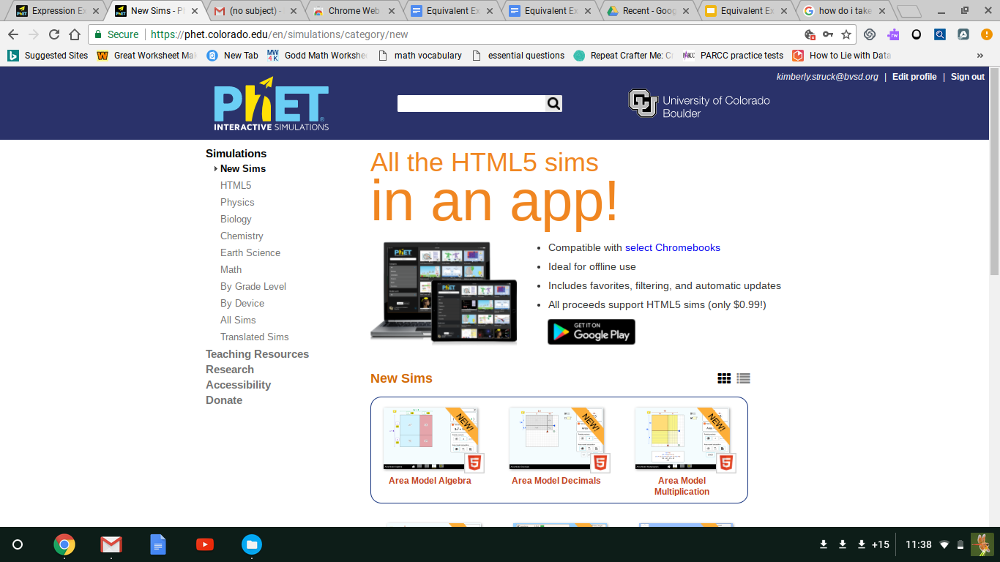 Expression Ex
New Sims - P
(no subject) -
Chrome Web
Equivalent Ex
Equivalent Ex
Recent - Goog
Equivalent Ex
how do i take
Secure
https://phet.colorado.edu/en/simulations/category/new
Suggested Sites
Great Worksheet Mak
New Tab
Godd Math Workshe
math vocabulary
essential questions
Repeat Crafter Me: C
PARCC practice tests
How to Lie with Data
»
kimberly.struck@bvsd.org | Edit profile | Sign out
PhET
INTERACTIVE SIMULATIONS
CU
University of Colorado
Boulder
Simulations
New Sims
HTML5
Physics
Biology
Chemistry
Earth Science
Math
By Grade Level
By Device
All Sims
Translated Sims
Teaching Resources
Research
Accessibility
Donate
All the HTML5 sims
in an app!
Compatible with select Chromebooks
Ideal for offline use
Includes favorites, filtering, and automatic updates
All proceeds support HTML5 sims (only $0.99!)
GET IT ON
Google Play
New Sims
NEW!
NEW!
NEW!
Area Model Algebra
Area Model Decimals
Area Model
Multiplication
+15
11:38